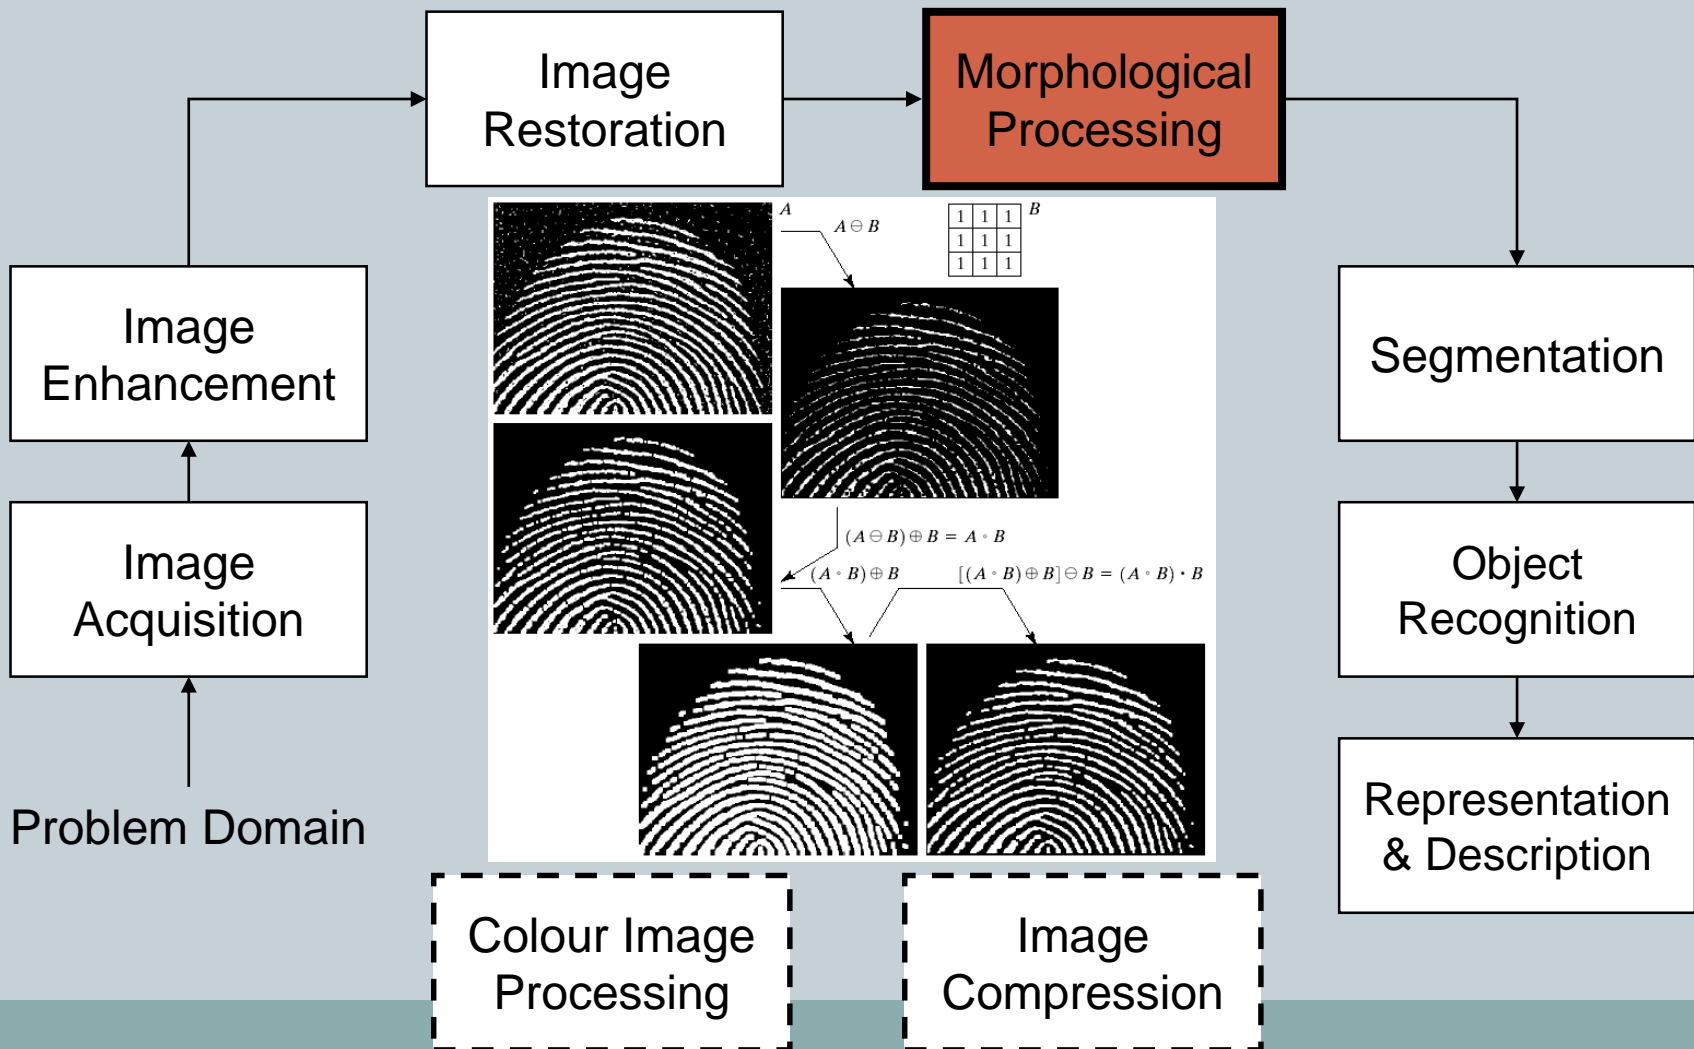 Image
Restoration
Morphological
Processing
Image
Enhancement
Image
Acquisition
Problem Domain
A
A ⊖ B
1 1 1
1 1 1
1 1 1
B
(A ⊖ B) ⊕ B = A ∘ B
(A ∘ B) ⊕ B
[(A ∘ B) ⊕ B] ⊖ B = (A ∘ B) • B
Segmentation
Object
Recognition
Representation
& Description
Colour Image
Processing
Image
Compression